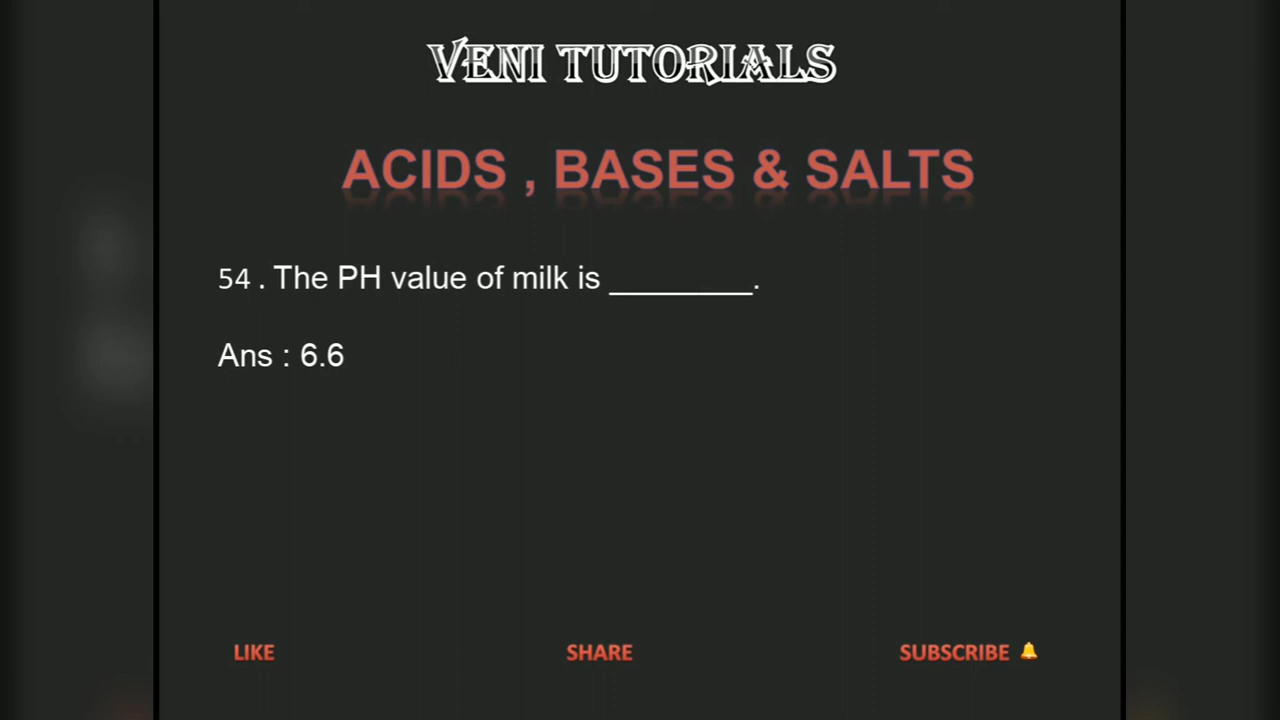 VENI TUTORIALS
ACIDS , BASES & SALTS
54 . The PH value of milk is ________.
Ans : 6.6
LIKE SHARE SUBSCRIBE 🔔